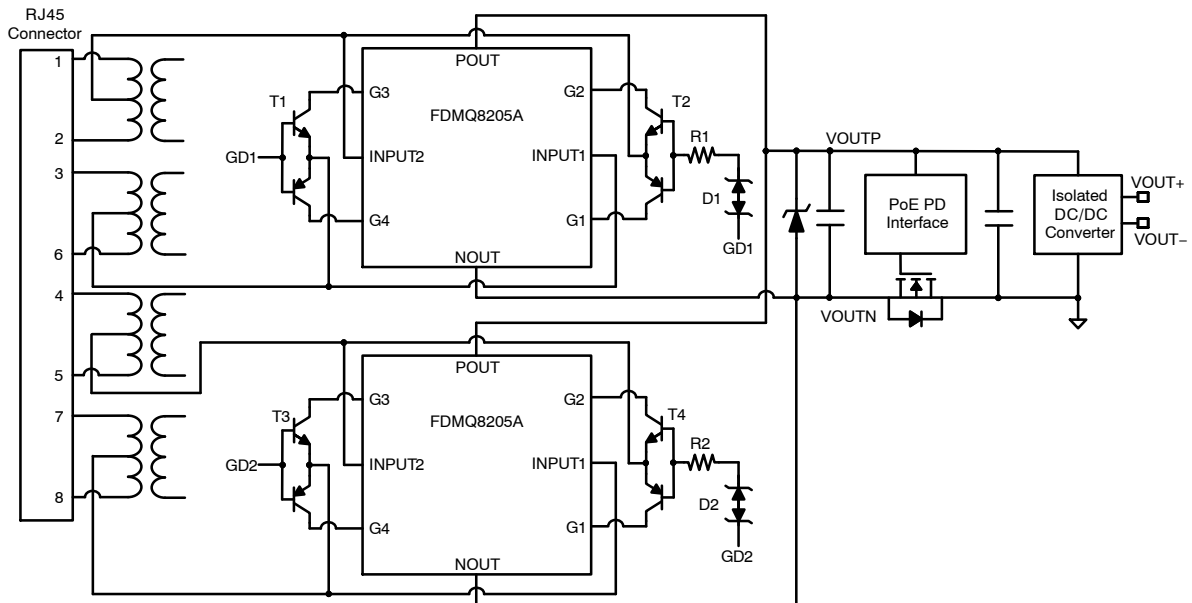 RJ45
Connector
1
2
3
6
4
5
7
8
T1
GD1
POUT
G3
G2
FDMQ8205A
INPUT2
INPUT1
G4
G1
NOUT
T2
R1
D1
GD1
VOUTP
PoE PD
Interface
Isolated
DC/DC
Converter
VOUT+
VOUT−
VOUTN
T3
GD2
POUT
G3
G2
FDMQ8205A
INPUT2
INPUT1
G4
G1
NOUT
T4
R2
D2
GD2